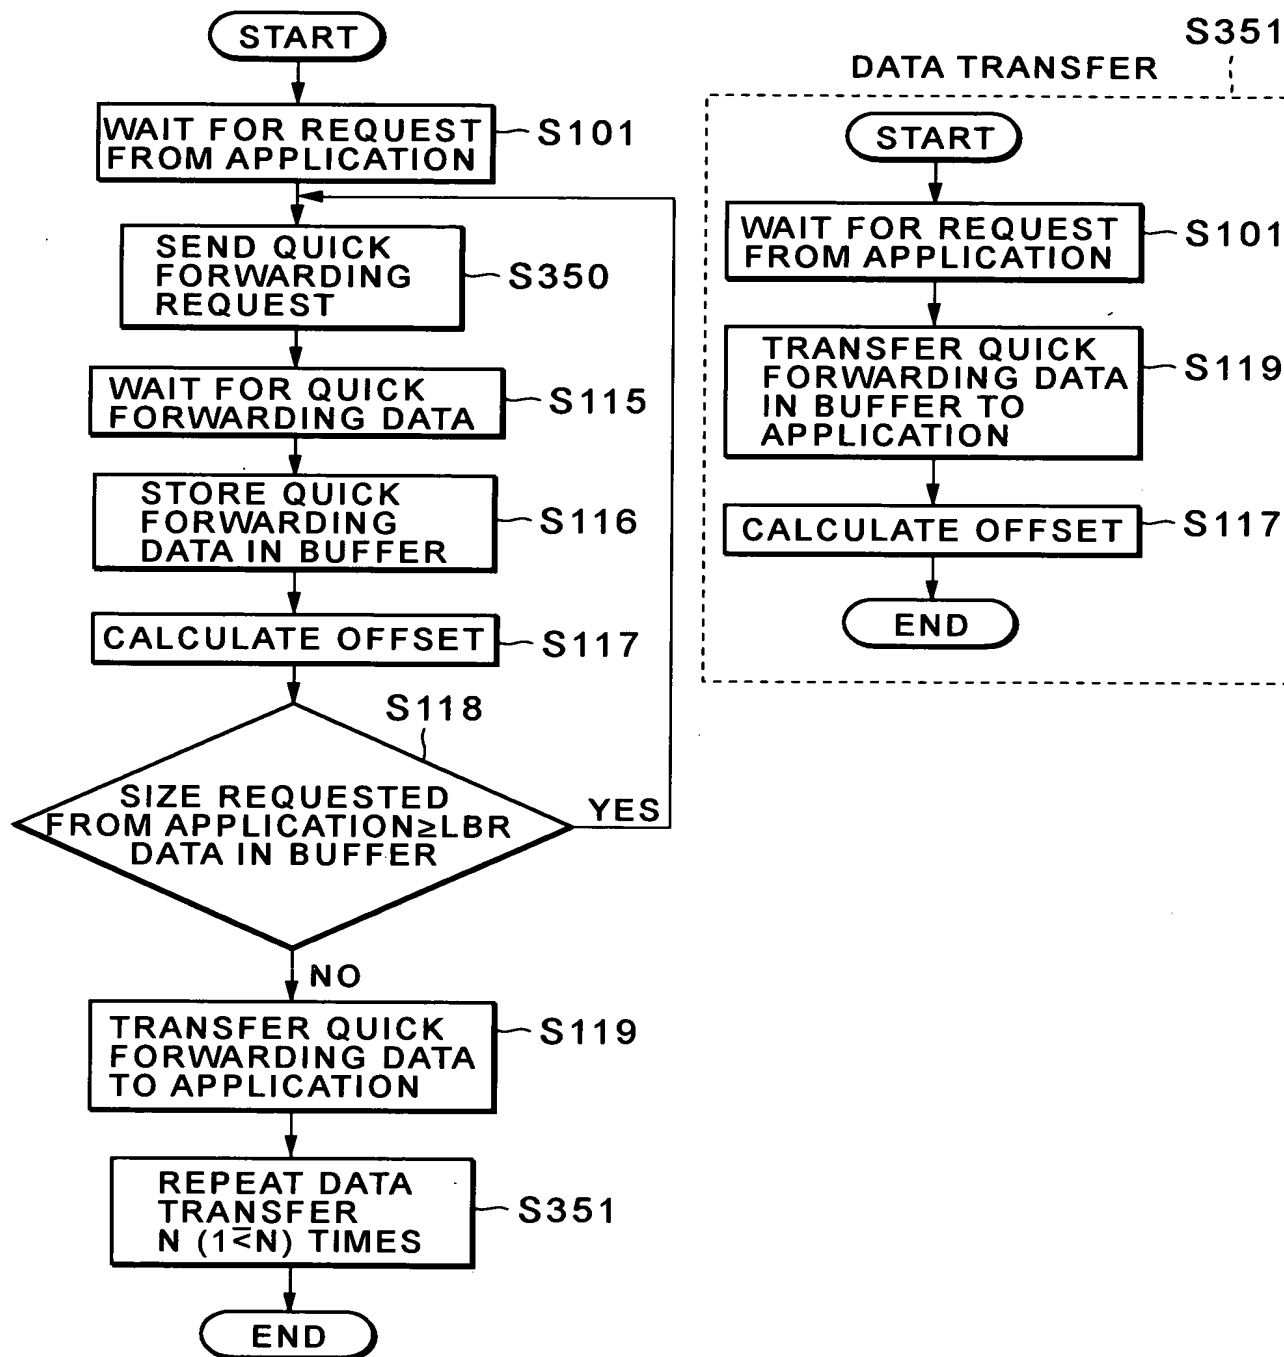 START
WAIT FOR REQUEST
FROM APPLICATION
S101
SEND QUICK
FORWARDING
REQUEST
S350
WAIT FOR QUICK
FORWARDING DATA
S115
STORE QUICK
FORWARDING
DATA IN BUFFER
S116
CALCULATE OFFSET
S117
S118
SIZE REQUESTED
FROM APPLICATION≥LBR
DATA IN BUFFER
YES
NO
TRANSFER QUICK
FORWARDING DATA
TO APPLICATION
S119
REPEAT DATA
TRANSFER
N (1≤N) TIMES
S351
END
S351
DATA TRANSFER
START
WAIT FOR REQUEST
FROM APPLICATION
S101
TRANSFER QUICK
FORWARDING DATA
IN BUFFER TO
APPLICATION
S119
CALCULATE OFFSET
S117
END